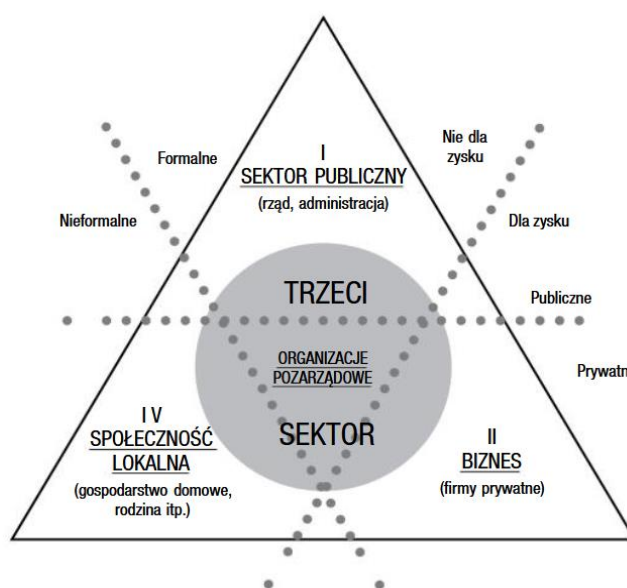 Formalne
Nieformalne
I
SEKTOR PUBLICZNY
(rząd, administracja)
Nie dla
zysku
Dla zysku
Publiczne
Prywatn
TRZECI
ORGANIZACJE
POZARZĄDOWE
SEKTOR
I V
SPOŁECZNOŚĆ
LOKALNA
(gospodarstwo domowe,
rodzina itp.)
II
BIZNES
(firmy prywatne)